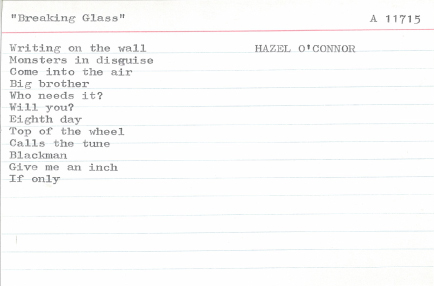 "Breaking Glass" A 11715
Writing on the wall HAZEL O'CONNOR
Monsters in disguise
Come into the air
Big brother
Who needs it?
Will you?
Eighth day
Top of the wheel
Calls the tune
Blackman
Give me an inch
If only